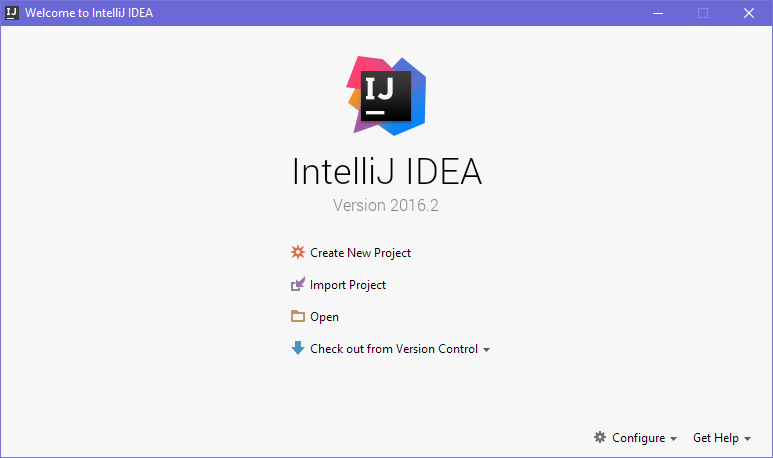 IJ Welcome to IntelliJ IDEA
IJ
IntelliJ IDEA
Version 2016.2
Create New Project
Import Project
Open
Check out from Version Control
Configure Get Help